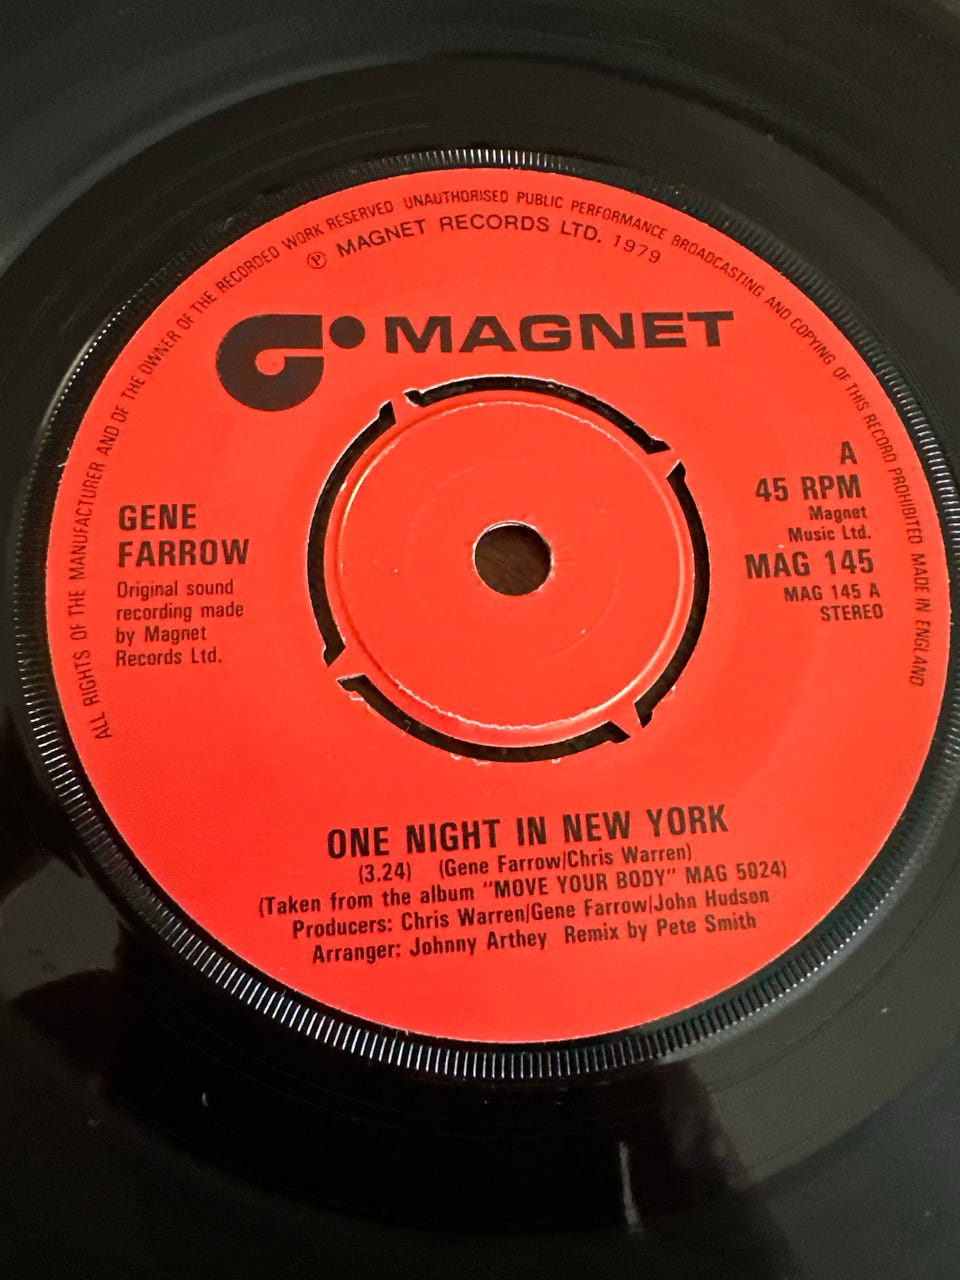 ALL RIGHTS OF THE MANUFACTURER AND OF THE OWNER OF THE RECORDED WORK RESERVED UNAUTHORISED PUBLIC PERFORMANCE BROADCASTING AND COPYING OF THIS RECORD PROHIBITED MADE IN ENGLAND
℗ MAGNET RECORDS LTD. 1979
MAGNET
GENE
FARROW
Original sound
recording made
by Magnet
Records Ltd.
A
45 RPM
Magnet
Music Ltd.
MAG 145
MAG 145 A
STEREO
ONE NIGHT IN NEW YORK
(3.24) (Gene Farrow/Chris Warren)
(Taken from the album "MOVE YOUR BODY" MAG 5024)
Producers: Chris Warren/Gene Farrow/John Hudson
Arranger: Johnny Arthey Remix by Pete Smith